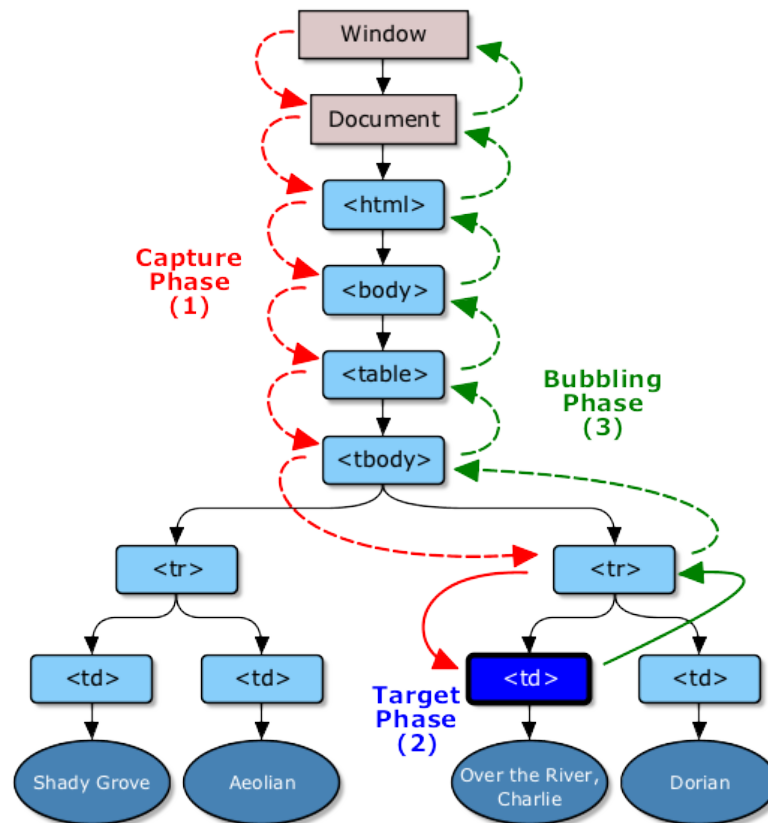 Window
Document
<html>
Capture
Phase
(1)
<body>
<table>
Bubbling
Phase
(3)
<tbody>
<tr>
<tr>
<td>
<td>
Target
Phase
(2)
<td>
<td>
Shady Grove
Aeolian
Over the River,
Charlie
Dorian